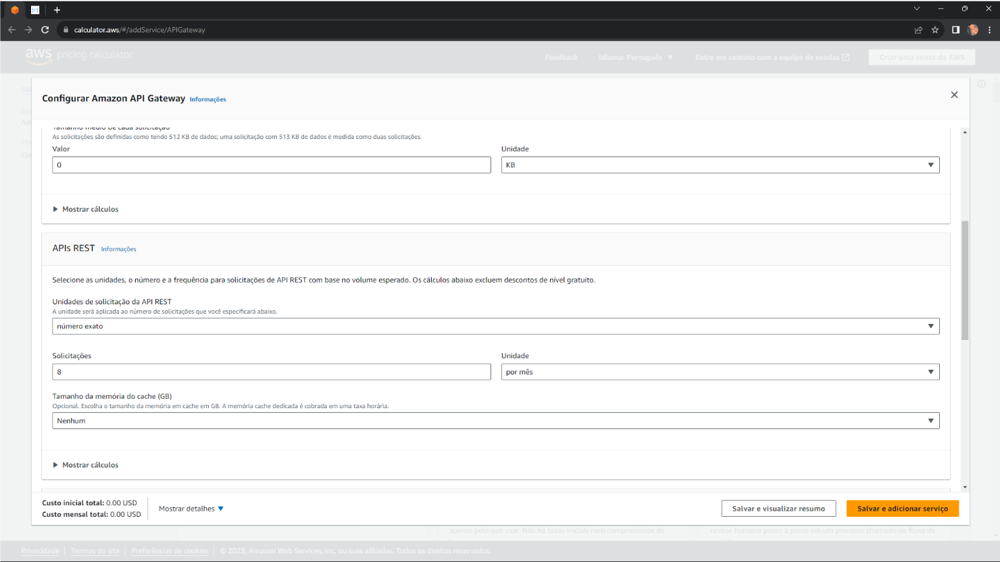 calculator.aws/#/addService/APIGateway
aws pricing calculator
Feedback
Idioma: Português
Entre em contato com a equipe de vendas
Criar uma conta da AWS
Configurar Amazon API Gateway Informações
Tamanho médio de cada solicitação
As solicitações são definidas como tendo 512 KB de dados; uma solicitação com 513 KB de dados é medida como duas solicitações.
Valor
Unidade
0
KB
Mostrar cálculos
APIs REST Informações
Selecione as unidades, o número e a frequência para solicitações de API REST com base no volume esperado. Os cálculos abaixo excluem descontos de nível gratuito.
Unidades de solicitação da API REST
A unidade será aplicada ao número de solicitações que você especificará abaixo.
número exato
Solicitações
Unidade
8
por mês
Tamanho da memória do cache (GB)
Opcional. Escolha o tamanho da memória em cache em GB. A memória cache dedicada é cobrada em uma taxa horária.
Nenhum
Mostrar cálculos
Custo inicial total: 0.00 USD
Custo mensal total: 0.00 USD
Mostrar detalhes
Salvar e visualizar resumo
Salvar e adicionar serviço
apenas pelo que usar. Não há taxas iniciais nem compromissos de
revisor humano passo a passo em um processo chamado de fluxo de
Privacidade
Termos do site
Preferências de cookies
© 2023, Amazon Web Services, Inc. ou suas afiliadas. Todos os direitos reservados.